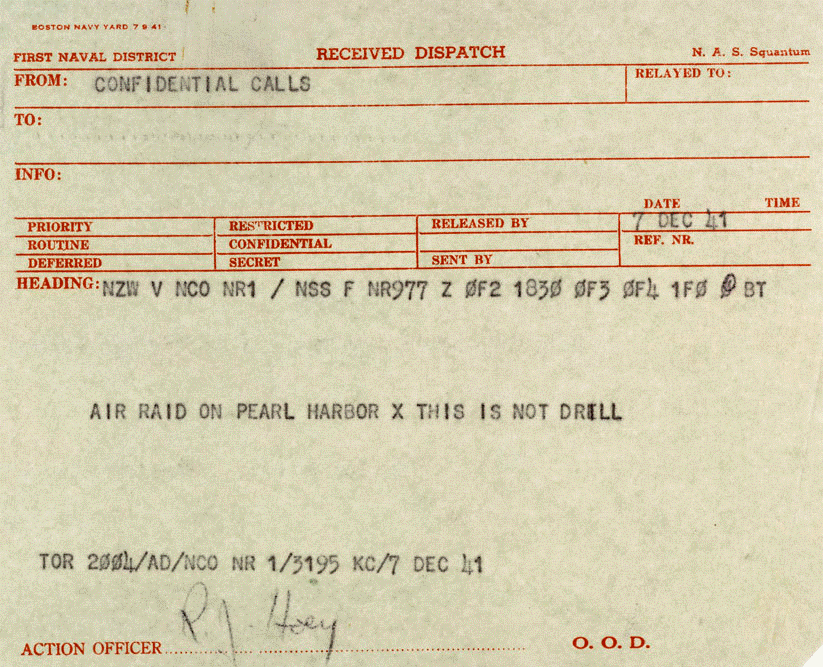 BOSTON NAVY YARD 7 9 41
FIRST NAVAL DISTRICT RECEIVED DISPATCH N. A. S. Squantum
FROM: CONFIDENTIAL CALLS RELAYED TO:
TO:
INFO:
DATE TIME
7 DEC 41
PRIORITY RESTRICTED RELEASED BY
ROUTINE CONFIDENTIAL REF. NR.
DEFERRED SECRET SENT BY
HEADING: NZW V NCO NR1 / NSS F NR977 Z ØF2 183Ø ØF3 ØF4 1FØ Ø BT
AIR RAID ON PEARL HARBOR X THIS IS NOT DRILL
TOR 2ØØ4/AD/NCO NR 1/3195 KC/7 DEC 41
R. J. Hoey
ACTION OFFICER O. O. D.